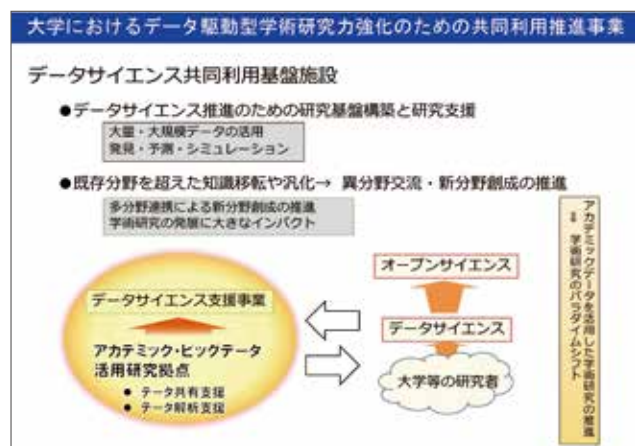 大学におけるデータ駆動型学術研究力強化のための共同利用推進事業
データサイエンス共同利用基盤施設
●データサイエンス推進のための研究基盤構築と研究支援
大量・大規模データの活用
発見・予測・シミュレーション
●既存分野を超えた知識移転や汎化→ 異分野交流・新分野創成の推進
多分野連携による新分野創成の推進
学術研究の発展に大きなインパクト
データサイエンス支援事業
アカデミック・ビックデータ
活用研究拠点
● データ共有支援
● データ解析支援
オープンサイエンス
データサイエンス
大学等の研究者
アカデミックデータを活用した学術研究の推進
⇒ 学術研究のパラダイムシフト